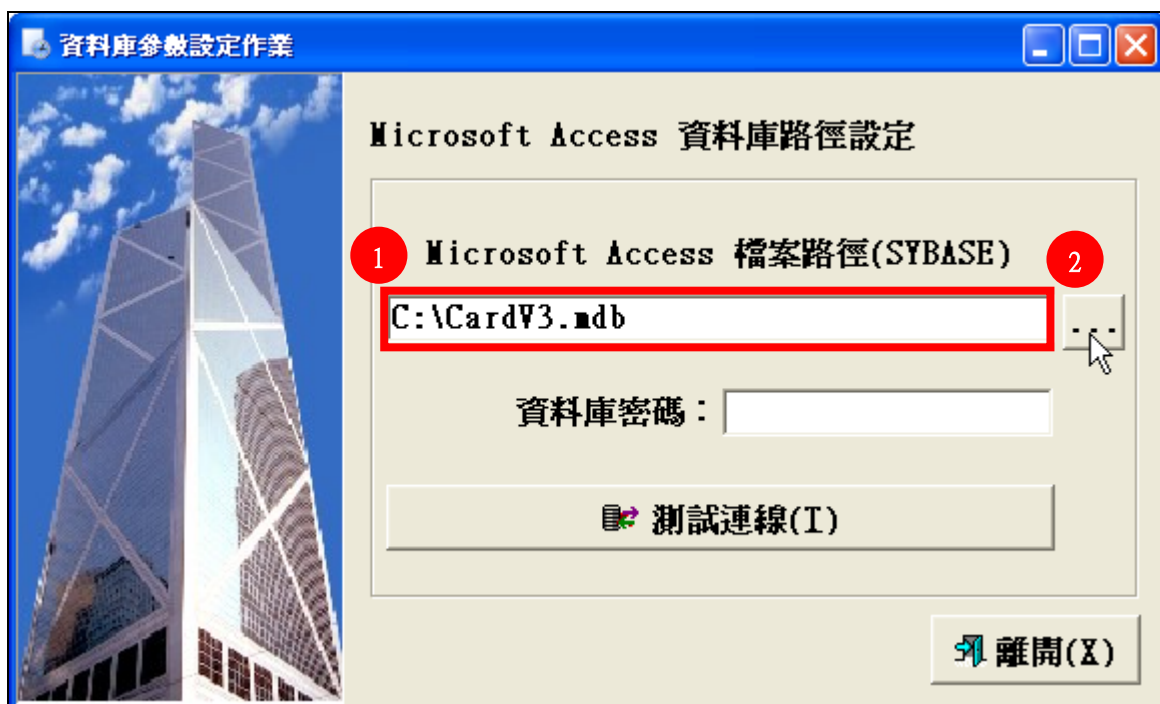 資料庫參數設定作業
Microsoft Access 資料庫路徑設定
1 Microsoft Access 檔案路徑(SYBASE) 2
C:\CardV3.mdb ...
資料庫密碼：
測試連線(T)
離開(X)